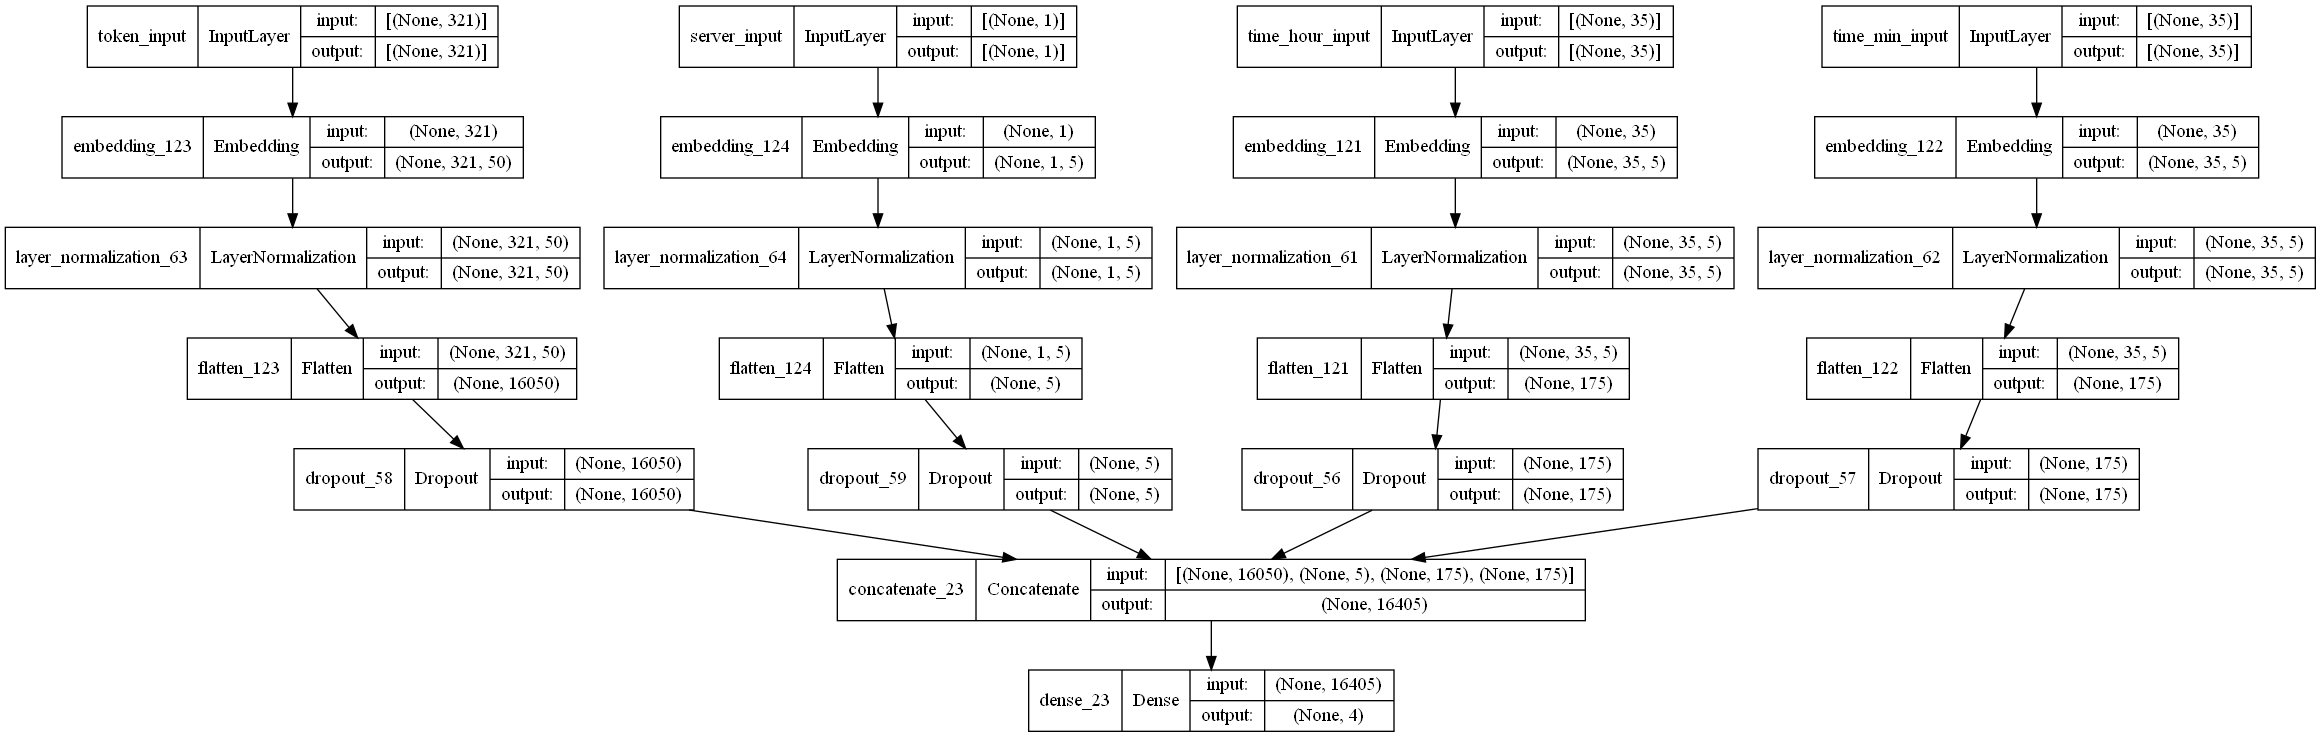 token_input InputLayer input: [(None, 321)] output: [(None, 321)]
server_input InputLayer input: [(None, 1)] output: [(None, 1)]
time_hour_input InputLayer input: [(None, 35)] output: [(None, 35)]
time_min_input InputLayer input: [(None, 35)] output: [(None, 35)]
embedding_123 Embedding input: (None, 321) output: (None, 321, 50)
embedding_124 Embedding input: (None, 1) output: (None, 1, 5)
embedding_121 Embedding input: (None, 35) output: (None, 35, 5)
embedding_122 Embedding input: (None, 35) output: (None, 35, 5)
layer_normalization_63 LayerNormalization input: (None, 321, 50) output: (None, 321, 50)
layer_normalization_64 LayerNormalization input: (None, 1, 5) output: (None, 1, 5)
layer_normalization_61 LayerNormalization input: (None, 35, 5) output: (None, 35, 5)
layer_normalization_62 LayerNormalization input: (None, 35, 5) output: (None, 35, 5)
flatten_123 Flatten input: (None, 321, 50) output: (None, 16050)
flatten_124 Flatten input: (None, 1, 5) output: (None, 5)
flatten_121 Flatten input: (None, 35, 5) output: (None, 175)
flatten_122 Flatten input: (None, 35, 5) output: (None, 175)
dropout_58 Dropout input: (None, 16050) output: (None, 16050)
dropout_59 Dropout input: (None, 5) output: (None, 5)
dropout_56 Dropout input: (None, 175) output: (None, 175)
dropout_57 Dropout input: (None, 175) output: (None, 175)
concatenate_23 Concatenate input: [(None, 16050), (None, 5), (None, 175), (None, 175)] output: (None, 16405)
dense_23 Dense input: (None, 16405) output: (None, 4)